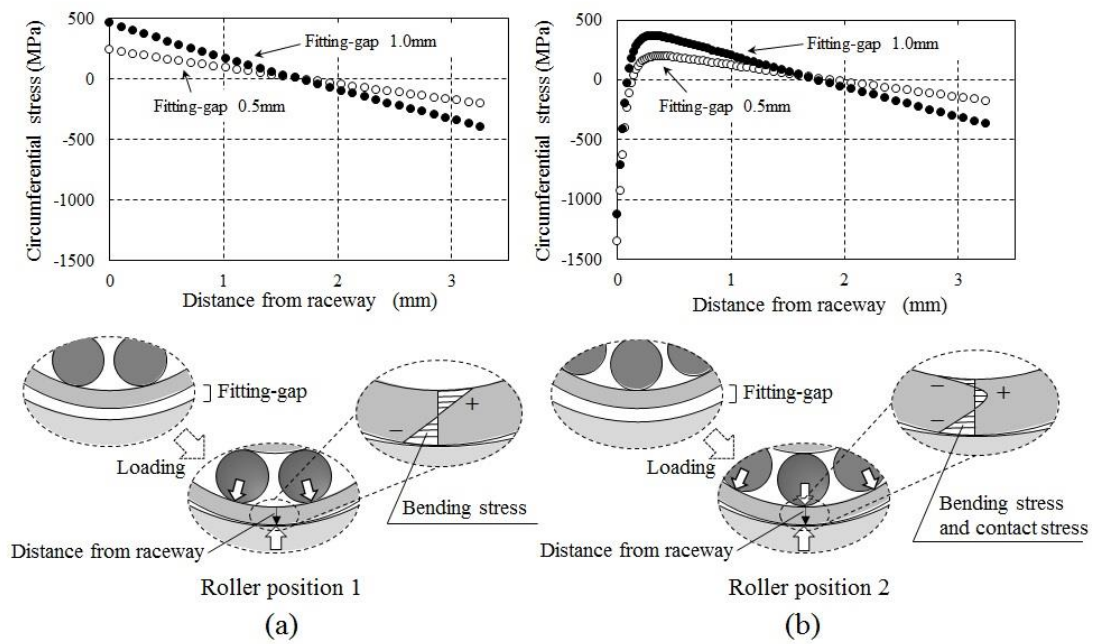 500
0
-500
-1000
-1500
Circumferential stress (MPa)
Fitting-gap 1.0mm
Fitting-gap 0.5mm
0
1
2
3
Distance from raceway (mm)
500
0
-500
-1000
-1500
Circumferential stress (MPa)
Fitting-gap 1.0mm
Fitting-gap 0.5mm
0
1
2
3
Distance from raceway (mm)
Fitting-gap
Loading
+
−
Bending stress
Distance from raceway
Roller position 1
(a)
Fitting-gap
Loading
−
+
−
Bending stress
and contact stress
Distance from raceway
Roller position 2
(b)